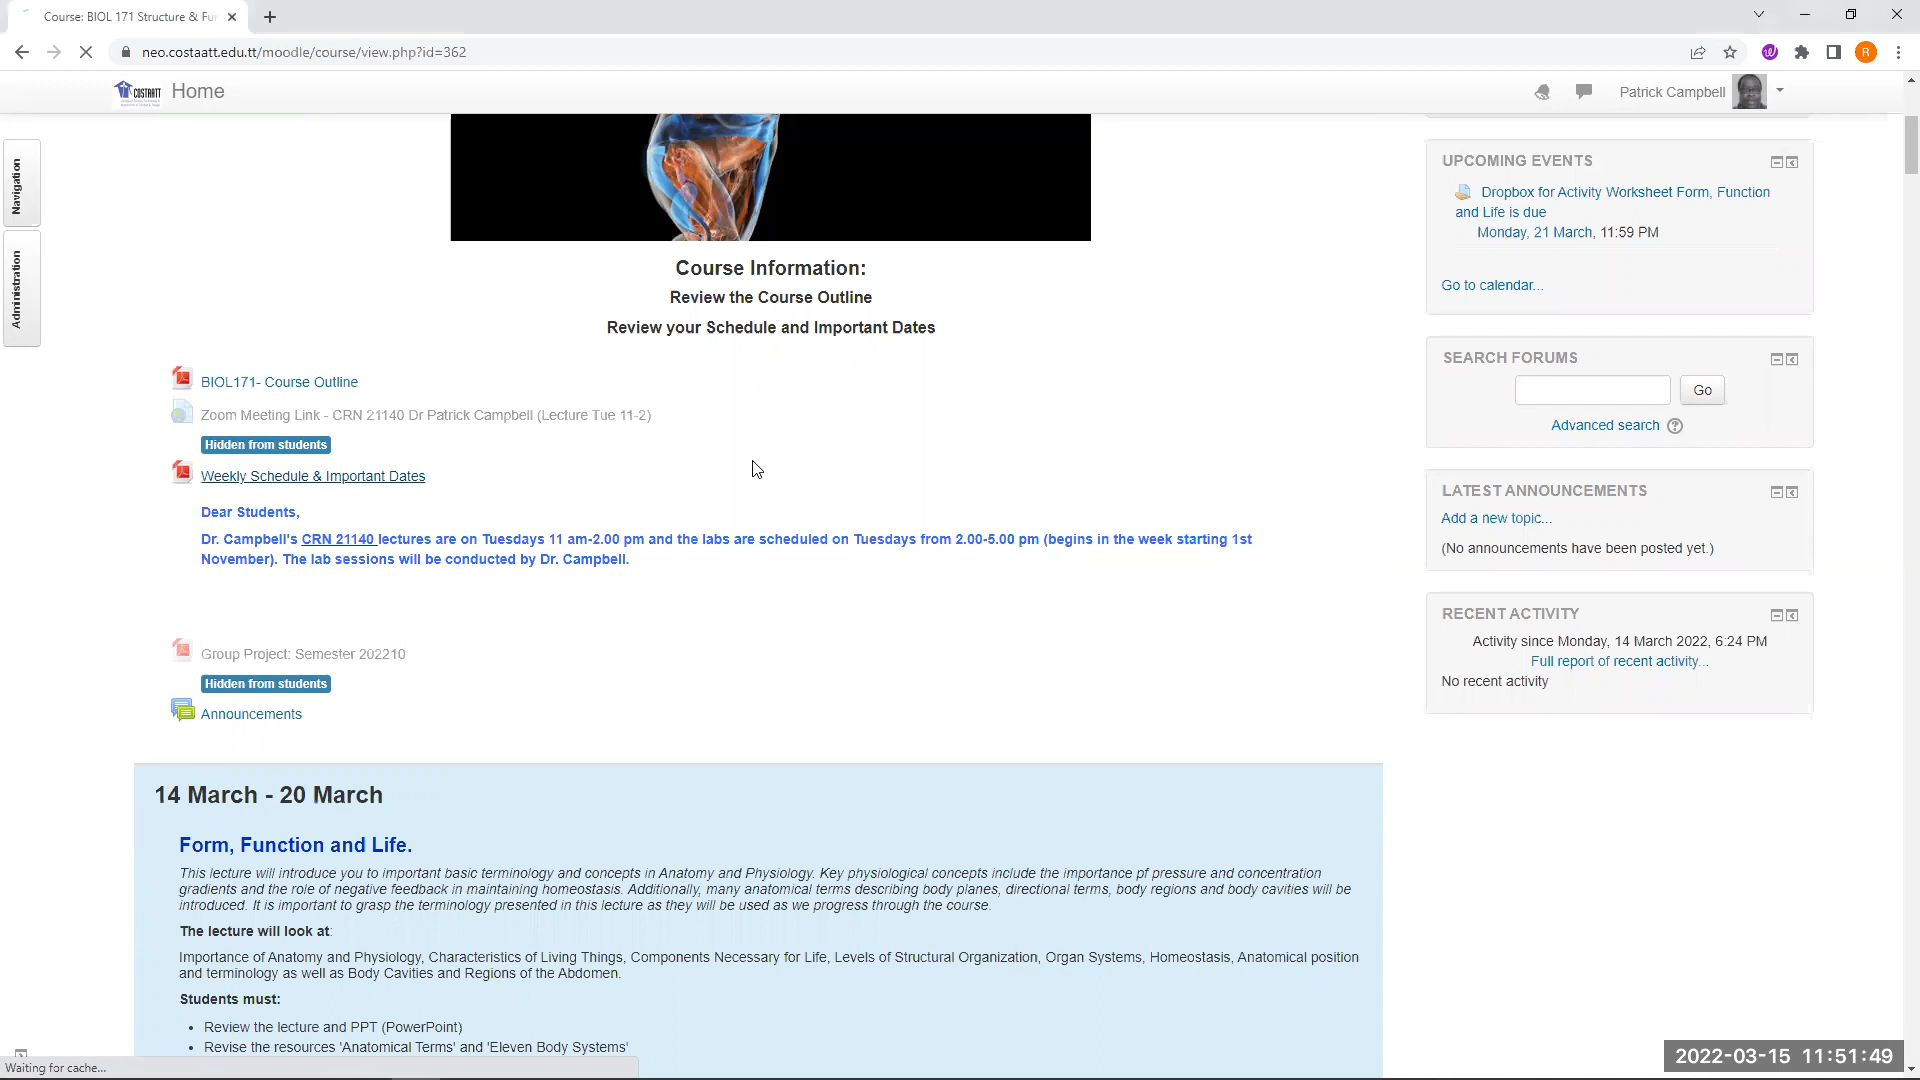 Course: BIOL 171 Structure & Fu
neo.costaatt.edu.tt/moodle/course/view.php?id=362
R
COSTAATT
Home
Patrick Campbell
Navigation
Administration
Course Information:
Review the Course Outline
Review your Schedule and Important Dates
BIOL171- Course Outline
Zoom Meeting Link - CRN 21140 Dr Patrick Campbell (Lecture Tue 11-2)
Hidden from students
Weekly Schedule & Important Dates
Dear Students,
Dr. Campbell's CRN 21140 lectures are on Tuesdays 11 am-2.00 pm and the labs are scheduled on Tuesdays from 2.00-5.00 pm (begins in the week starting 1st
November). The lab sessions will be conducted by Dr. Campbell.
Group Project: Semester 202210
Hidden from students
Announcements
14 March - 20 March
Form, Function and Life.
This lecture will introduce you to important basic terminology and concepts in Anatomy and Physiology. Key physiological concepts include the importance pf pressure and concentration
gradients and the role of negative feedback in maintaining homeostasis. Additionally, many anatomical terms describing body planes, directional terms, body regions and body cavities will be
introduced. It is important to grasp the terminology presented in this lecture as they will be used as we progress through the course.
The lecture will look at:
Importance of Anatomy and Physiology, Characteristics of Living Things, Components Necessary for Life, Levels of Structural Organization, Organ Systems, Homeostasis, Anatomical position
and terminology as well as Body Cavities and Regions of the Abdomen.
Students must:
• Review the lecture and PPT (PowerPoint)
• Revise the resources 'Anatomical Terms' and 'Eleven Body Systems'
UPCOMING EVENTS
Dropbox for Activity Worksheet Form, Function
and Life is due
Monday, 21 March, 11:59 PM
Go to calendar...
SEARCH FORUMS
Go
Advanced search
LATEST ANNOUNCEMENTS
Add a new topic...
(No announcements have been posted yet.)
RECENT ACTIVITY
Activity since Monday, 14 March 2022, 6:24 PM
Full report of recent activity...
No recent activity
Waiting for cache...
2022-03-15 11:51:49